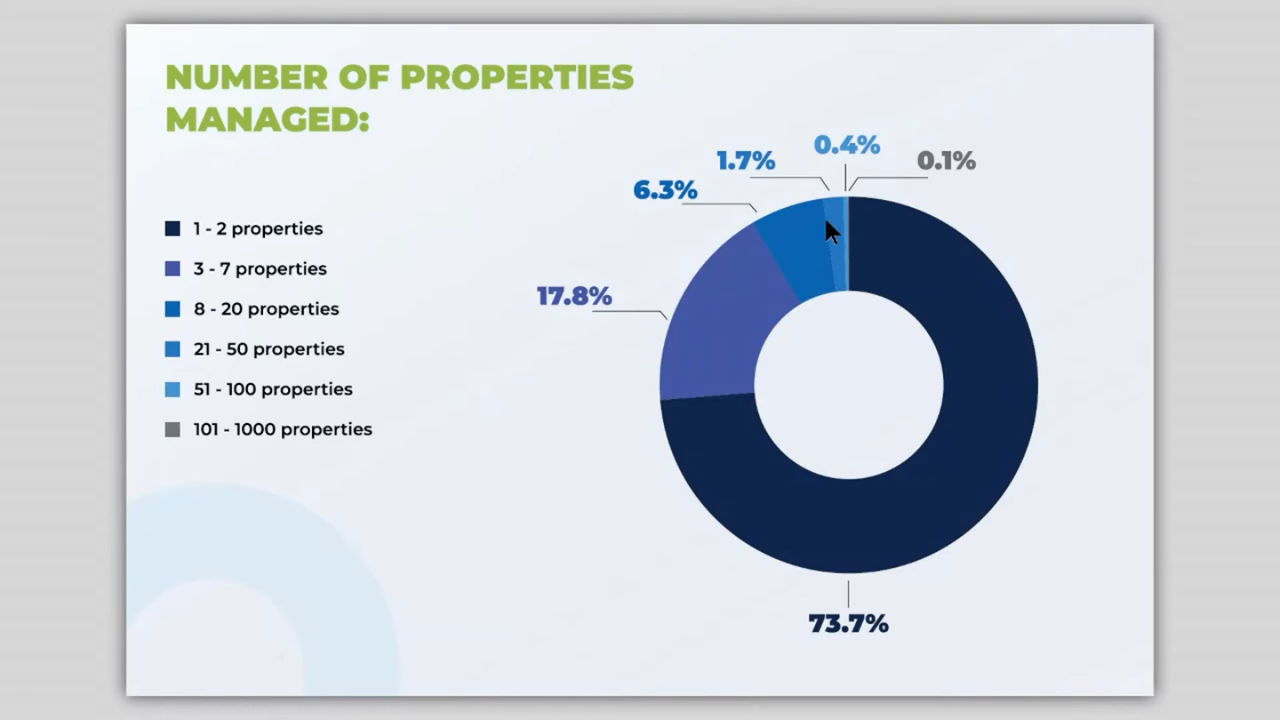 NUMBER OF PROPERTIES
MANAGED:
1 - 2 properties
3 - 7 properties
8 - 20 properties
21 - 50 properties
51 - 100 properties
101 - 1000 properties
0.4%
1.7%
0.1%
6.3%
17.8%
73.7%